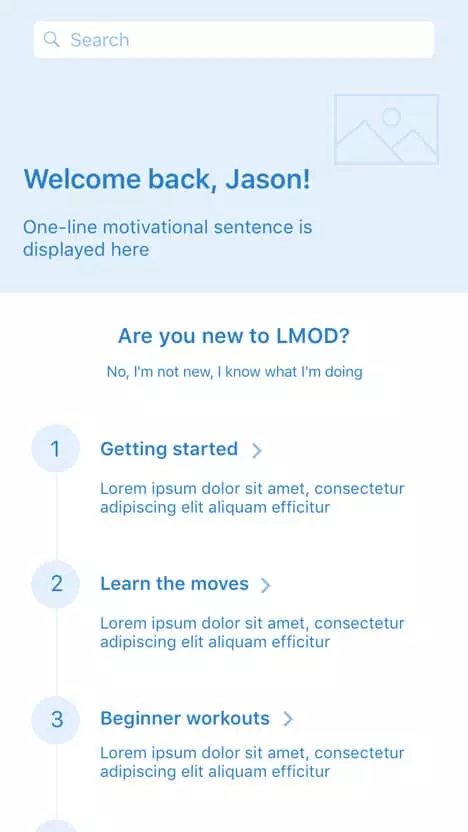 Search
Welcome back, Jason!
One-line motivational sentence is
displayed here
Are you new to LMOD?
No, I'm not new, I know what I'm doing
1
Getting started
Lorem ipsum dolor sit amet, consectetur
adipiscing elit aliquam efficitur
2
Learn the moves
Lorem ipsum dolor sit amet, consectetur
adipiscing elit aliquam efficitur
3
Beginner workouts
Lorem ipsum dolor sit amet, consectetur
adipiscing elit aliquam efficitur